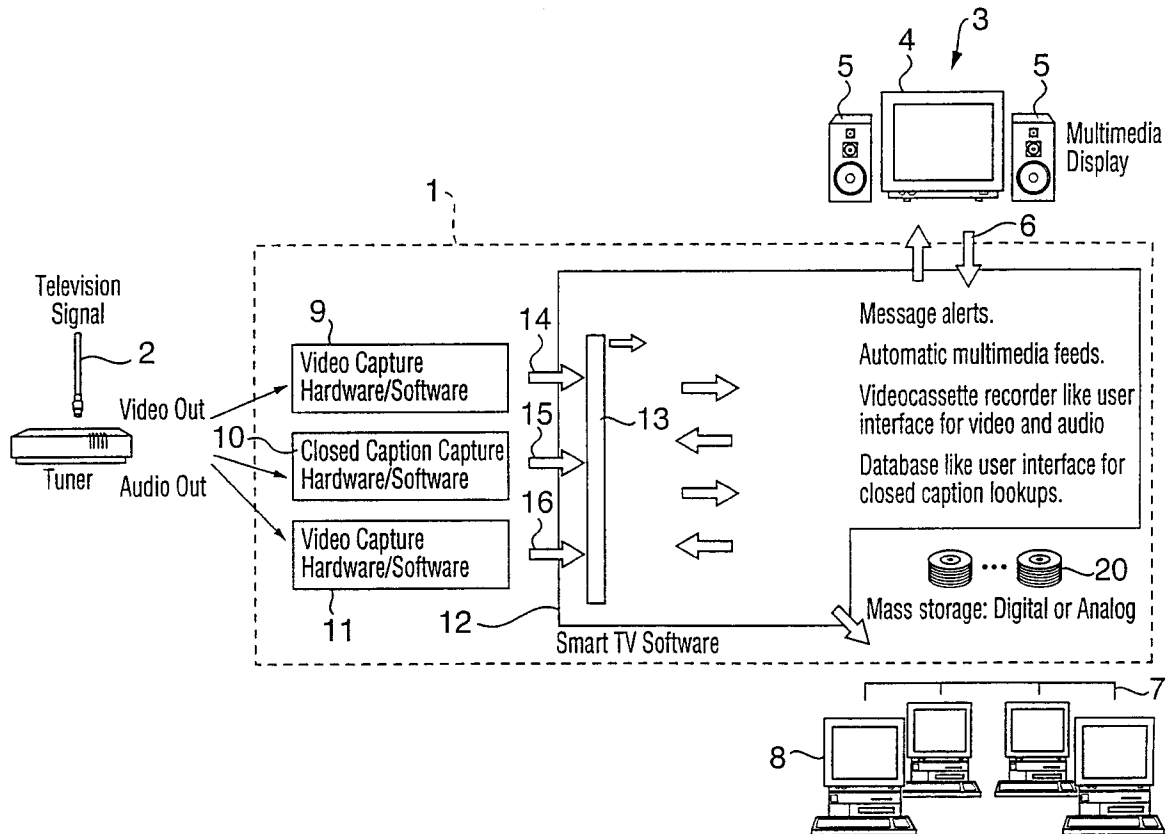 3
4
5
5
Multimedia
Display
1
6
Television
Signal
2
9
14
Video Capture
Hardware/Software
Message alerts.
Automatic multimedia feeds.
Videocassette recorder like user
interface for video and audio
Database like user interface for
closed caption lookups.
Video Out
Tuner
Audio Out
10
15
13
Closed Caption Capture
Hardware/Software
16
Video Capture
Hardware/Software
11
12
20
Mass storage: Digital or Analog
Smart TV Software
7
8